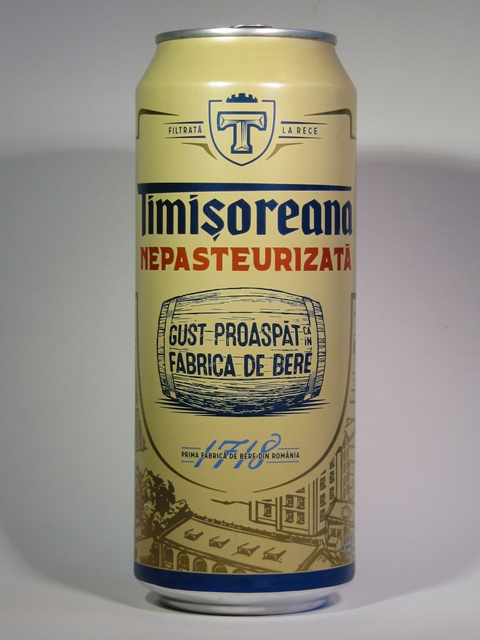 FILTRATĂ T LA RECE
Timișoreana
NEPASTEURIZATĂ
GUST PROASPĂT CA ÎN
FABRICA DE BERE
1718
PRIMA FABRICĂ DE BERE DIN ROMÂNIA